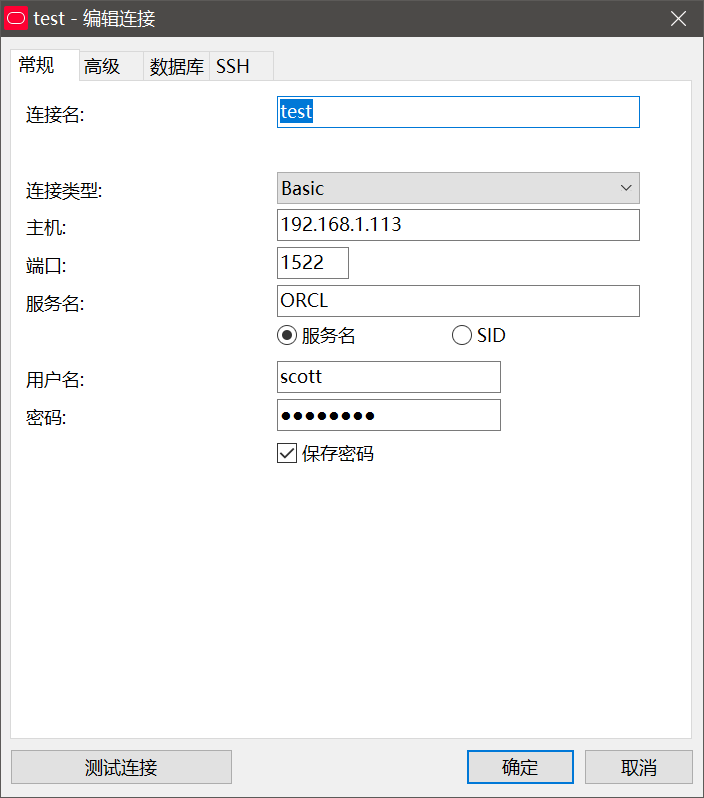 test - 编辑连接
常规 高级 数据库 SSH
连接名: test
连接类型: Basic
主机: 192.168.1.113
端口: 1522
服务名: ORCL
服务名 SID
用户名: scott
密码: ●●●●●●●●
保存密码
测试连接 确定 取消